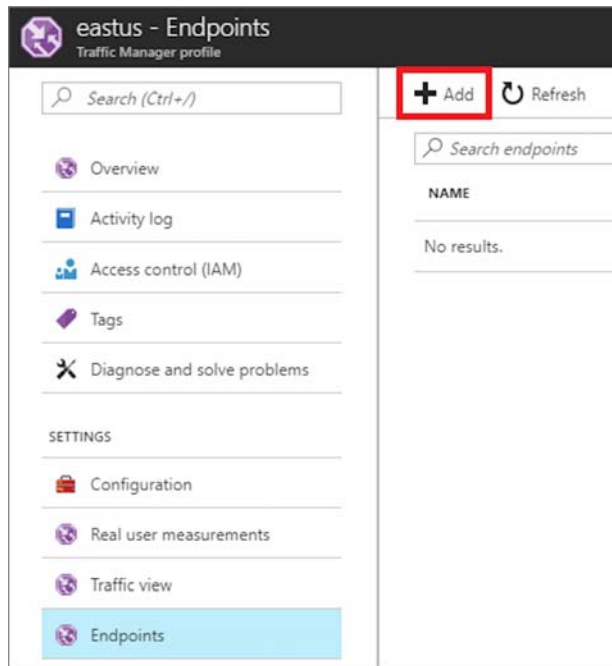 eastus - Endpoints
Traffic Manager profile
Search (Ctrl+/)
Overview
Activity log
Access control (IAM)
Tags
Diagnose and solve problems
SETTINGS
Configuration
Real user measurements
Traffic view
Endpoints
Add Refresh
Search endpoints
NAME
No results.